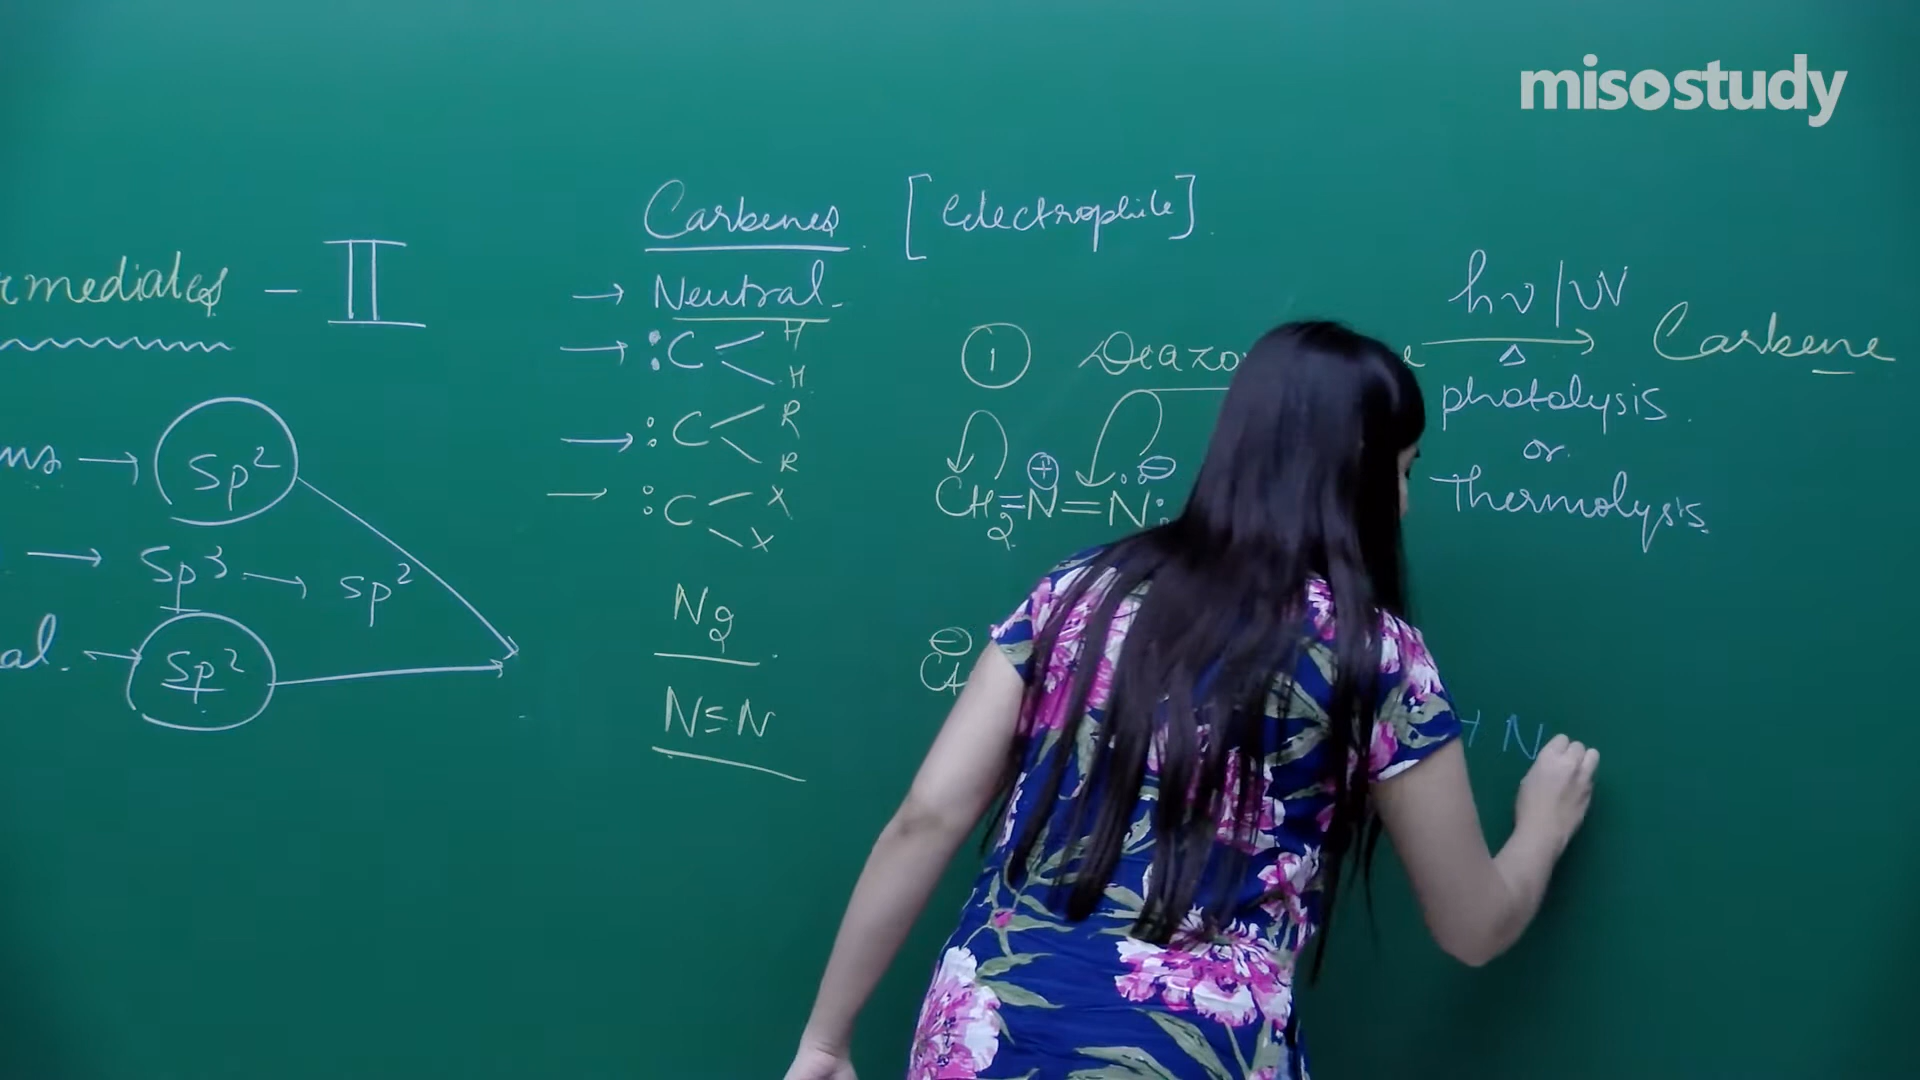 misostudy
rmediates - II
ns → sp²
→ sp³ → sp²
al. → sp²
Carbenes [electrophile]
→ Neutral
→ :C H H
→ :C R R
→ :C X X
N2
N≡N
① Diazo
hν/UV
Δ
Carbene
photolysis
or
Thermolysis
CH2=N⊕=N:⊖
⊖
+ N